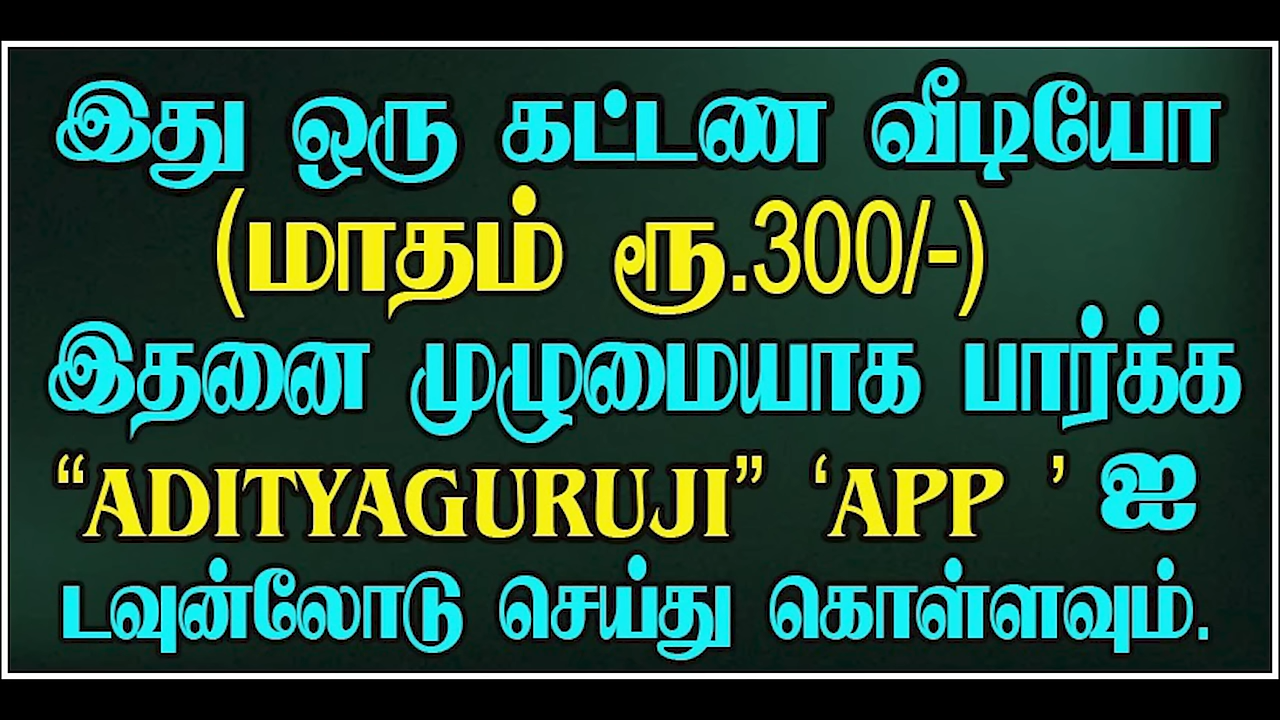 இது ஒரு கட்டண வீடியோ
(மாதம் ரூ.300/-)
இதனை முழுமையாக பார்க்க
“ADITYAGURUJI” ‘APP ’ ஐ
டவுன்லோடு செய்து கொள்ளவும்.